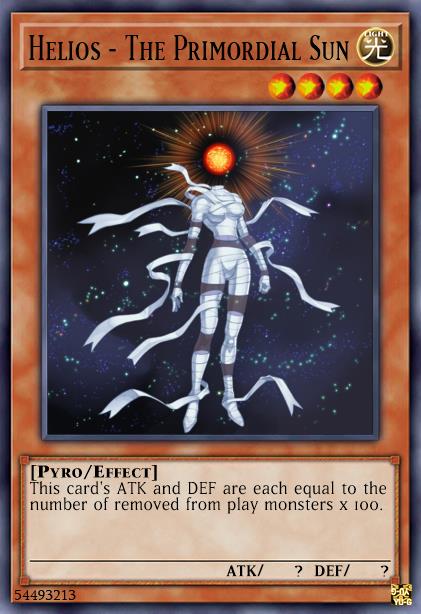 Helios - The Primordial Sun
LIGHT
光
[Pyro/Effect]
This card's ATK and DEF are each equal to the
number of removed from play monsters x 100.
ATK/ ? DEF/ ?
54493213